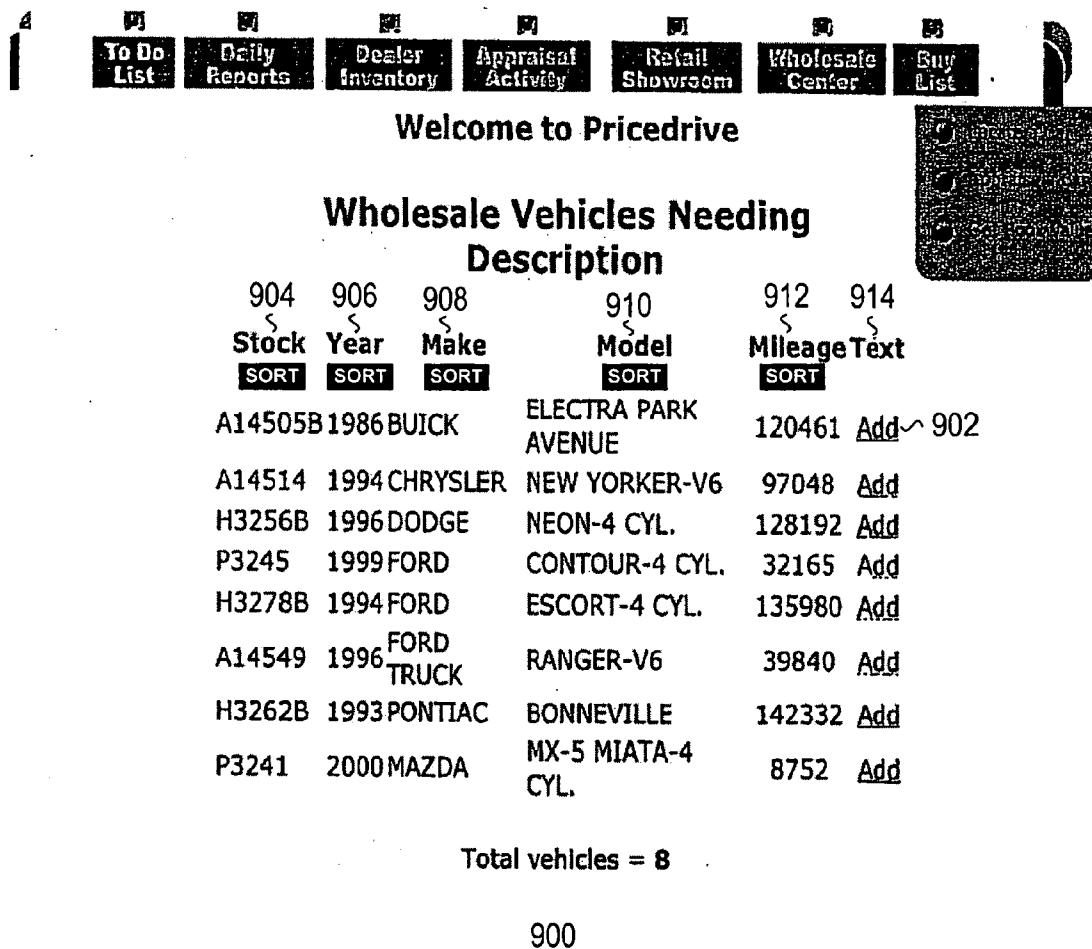 To Do Daily Dealer Appraisal Retail Wholesale Buy
List Reports Inventory Activity Showroom Center List
Welcome to Pricedrive
Wholesale Vehicles Needing
Description
904 906 908 910 912 914
Stock Year Make Model Mileage Text
SORT SORT SORT SORT SORT
A14505B 1986 BUICK ELECTRA PARK AVENUE 120461 Add 902
A14514 1994 CHRYSLER NEW YORKER-V6 97048 Add
H3256B 1996 DODGE NEON-4 CYL. 128192 Add
P3245 1999 FORD CONTOUR-4 CYL. 32165 Add
H3278B 1994 FORD ESCORT-4 CYL. 135980 Add
A14549 1996 FORD TRUCK RANGER-V6 39840 Add
H3262B 1993 PONTIAC BONNEVILLE 142332 Add
P3241 2000 MAZDA MX-5 MIATA-4 CYL. 8752 Add
Total vehicles = 8
900